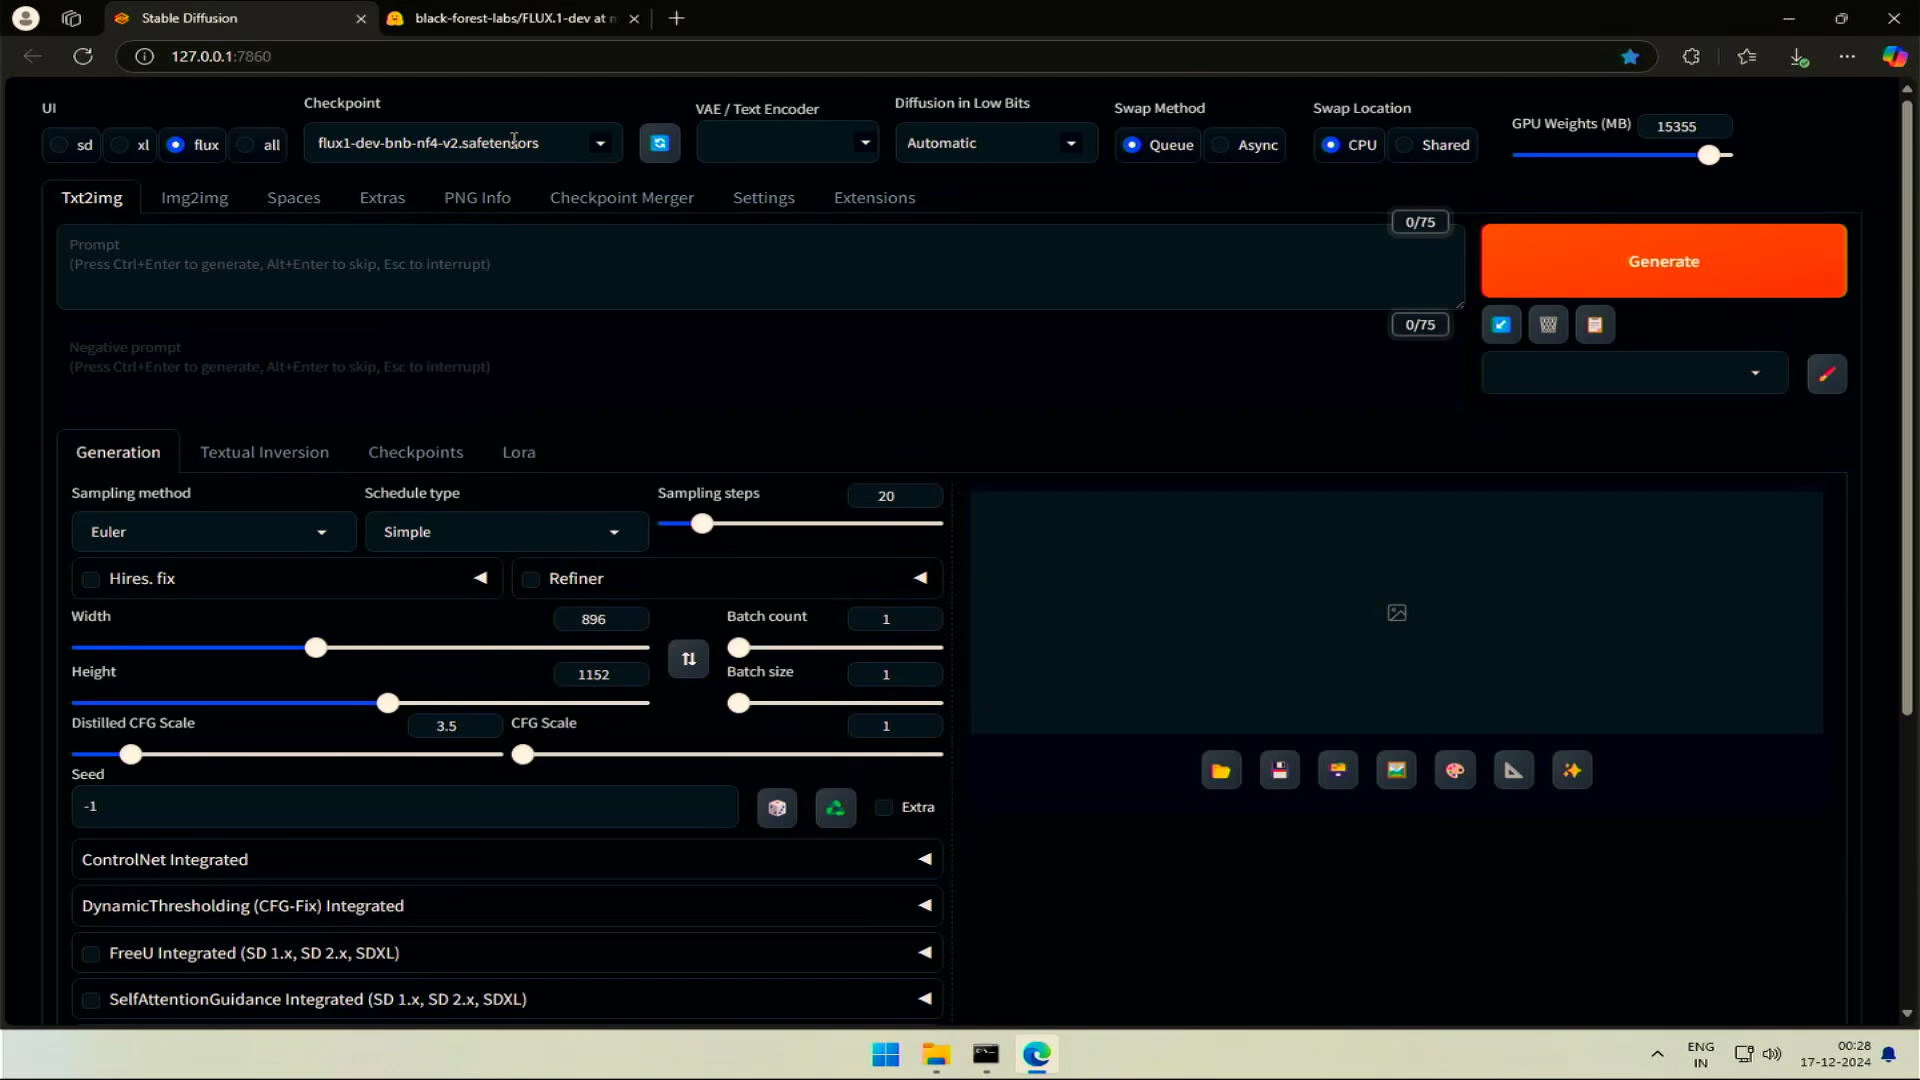 Stable Diffusion
black-forest-labs/FLUX.1-dev at
127.0.0.1:7860
UI
sd
xl
flux
all
Checkpoint
flux1-dev-bnb-nf4-v2.safetensors
VAE / Text Encoder
Diffusion in Low Bits
Automatic
Swap Method
Queue
Async
Swap Location
CPU
Shared
GPU Weights (MB)
15355
Txt2img
Img2img
Spaces
Extras
PNG Info
Checkpoint Merger
Settings
Extensions
0/75
Prompt
(Press Ctrl+Enter to generate, Alt+Enter to skip, Esc to interrupt)
Generate
0/75
Negative prompt
(Press Ctrl+Enter to generate, Alt+Enter to skip, Esc to interrupt)
Generation
Textual Inversion
Checkpoints
Lora
Sampling method
Euler
Schedule type
Simple
Sampling steps
20
Hires. fix
Refiner
Width
896
Batch count
1
Height
1152
Batch size
1
Distilled CFG Scale
3.5
CFG Scale
1
Seed
-1
Extra
ControlNet Integrated
DynamicThresholding (CFG-Fix) Integrated
FreeU Integrated (SD 1.x, SD 2.x, SDXL)
SelfAttentionGuidance Integrated (SD 1.x, SD 2.x, SDXL)
ENG
IN
00:28
17-12-2024